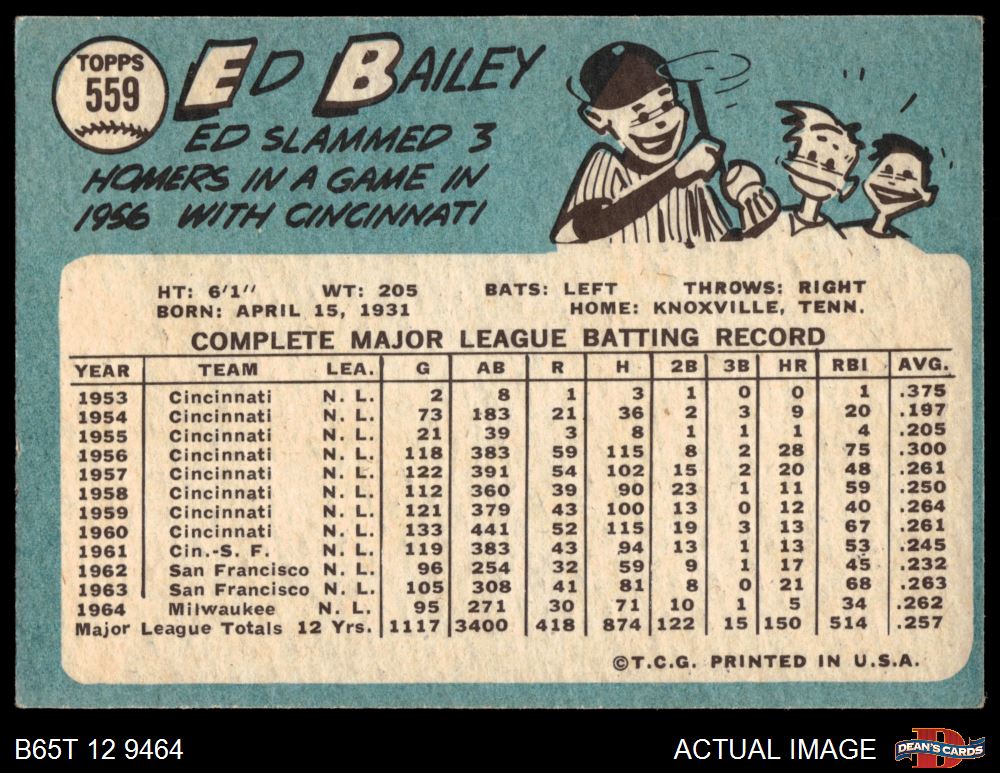 TOPPS
559
ED BAILEY
ED SLAMMED 3
HOMERS IN A GAME IN
1956 WITH CINCINNATI
HT: 6'1" WT: 205 BATS: LEFT THROWS: RIGHT
BORN: APRIL 15, 1931 HOME: KNOXVILLE, TENN.
COMPLETE MAJOR LEAGUE BATTING RECORD
YEAR TEAM LEA. G AB R H 2B 3B HR RBI AVG.
1953 Cincinnati N. L. 2 8 1 3 1 0 0 1 .375
1954 Cincinnati N. L. 73 183 21 36 2 3 9 20 .197
1955 Cincinnati N. L. 21 39 3 8 1 1 1 4 .205
1956 Cincinnati N. L. 118 383 59 115 8 2 28 75 .300
1957 Cincinnati N. L. 122 391 54 102 15 2 20 48 .261
1958 Cincinnati N. L. 112 360 39 90 23 1 11 59 .250
1959 Cincinnati N. L. 121 379 43 100 13 0 12 40 .264
1960 Cincinnati N. L. 133 441 52 115 19 3 13 67 .261
1961 Cin.-S. F. N. L. 119 383 43 94 13 1 13 53 .245
1962 San Francisco N. L. 96 254 32 59 9 1 17 45 .232
1963 San Francisco N. L. 105 308 41 81 8 0 21 68 .263
1964 Milwaukee N. L. 95 271 30 71 10 1 5 34 .262
Major League Totals 12 Yrs. 1117 3400 418 874 122 15 150 514 .257
©T.C.G. PRINTED IN U.S.A.
B65T 12 9464 ACTUAL IMAGE
D
DEAN'S CARDS